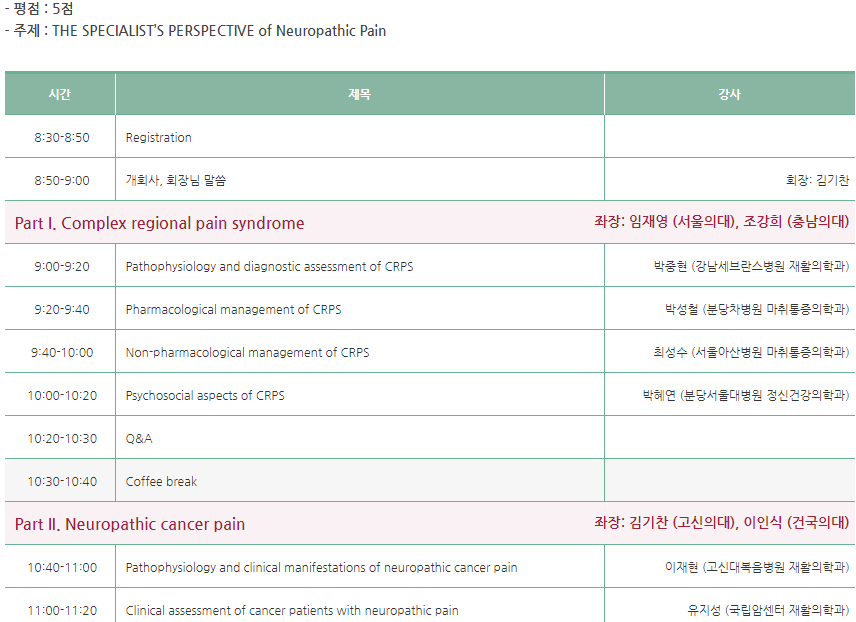 - 평점 : 5점
- 주제 : THE SPECIALIST'S PERSPECTIVE of Neuropathic Pain
시간 제목 강사
8:30-8:50 Registration
8:50-9:00 개회사, 회장님 말씀 회장: 김기찬
Part I. Complex regional pain syndrome 좌장: 임재영 (서울의대), 조강희 (충남의대)
9:00-9:20 Pathophysiology and diagnostic assessment of CRPS 박중현 (강남세브란스병원 재활의학과)
9:20-9:40 Pharmacological management of CRPS 박성철 (분당차병원 마취통증의학과)
9:40-10:00 Non-pharmacological management of CRPS 최성수 (서울아산병원 마취통증의학과)
10:00-10:20 Psychosocial aspects of CRPS 박혜연 (분당서울대병원 정신건강의학과)
10:20-10:30 Q&A
10:30-10:40 Coffee break
Part II. Neuropathic cancer pain 좌장: 김기찬 (고신의대), 이인식 (건국의대)
10:40-11:00 Pathophysiology and clinical manifestations of neuropathic cancer pain 이재현 (고신대복음병원 재활의학과)
11:00-11:20 Clinical assessment of cancer patients with neuropathic pain 유지성 (국립암센터 재활의학과)